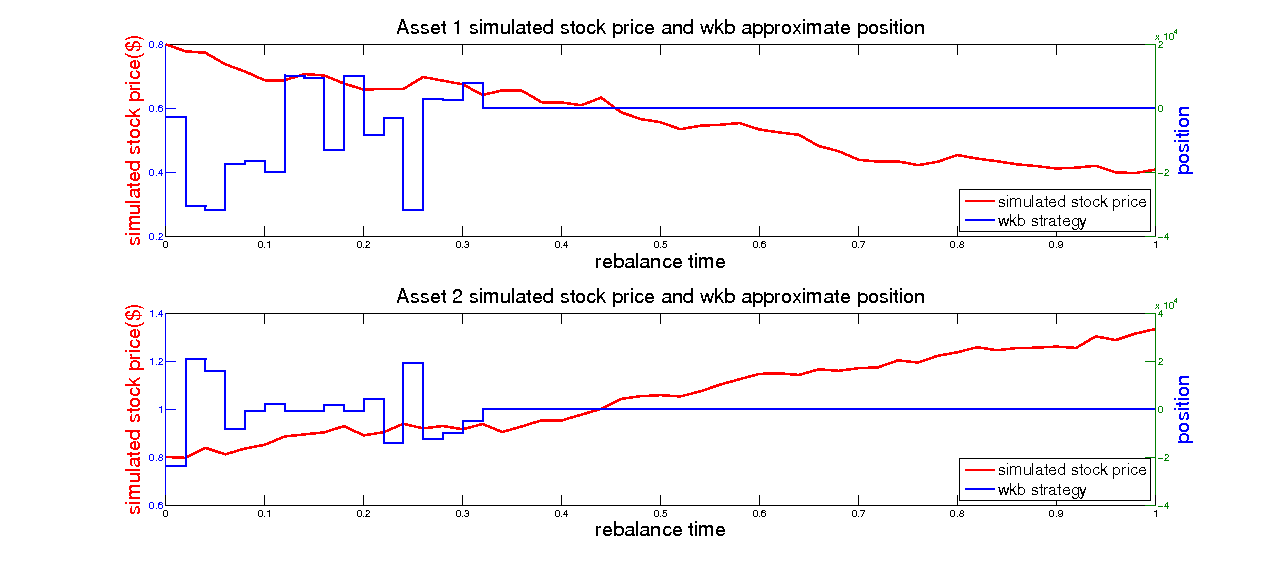 Asset 1 simulated stock price and wkb approximate position
x 10^4
simulated stock price($)
0.8
0.6
0.4
0.2
2
0
-2
-4
position
simulated stock price
wkb strategy
0 0.1 0.2 0.3 0.4 0.5 0.6 0.7 0.8 0.9 1
rebalance time
Asset 2 simulated stock price and wkb approximate position
x 10^4
simulated stock price($)
1.4
1.2
1
0.8
0.6
4
2
0
-2
-4
position
simulated stock price
wkb strategy
0 0.1 0.2 0.3 0.4 0.5 0.6 0.7 0.8 0.9 1
rebalance time